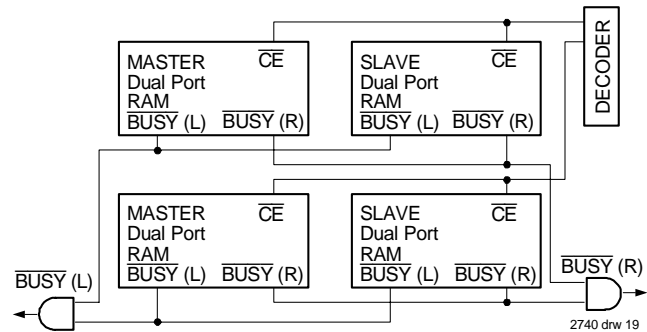 MASTER
Dual Port
RAM
CE
BUSY (L) BUSY (R)
SLAVE
Dual Port
RAM
CE
BUSY (L) BUSY (R)
DECODER
MASTER
Dual Port
RAM
CE
BUSY (L) BUSY (R)
SLAVE
Dual Port
RAM
CE
BUSY (L) BUSY (R)
BUSY (L)
BUSY (R)
2740 drw 19